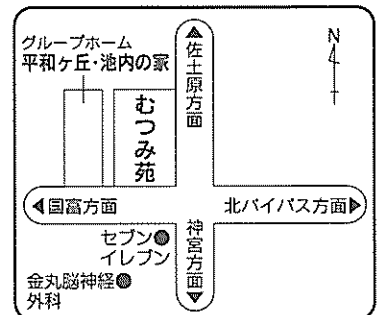 グループホーム
平和ヶ丘・池内の家
むつみ苑
▲佐土原方面
N
◀国富方面
北バイパス方面▶
神宮方面▼
セブン
イレブン
金丸脳神経
外科